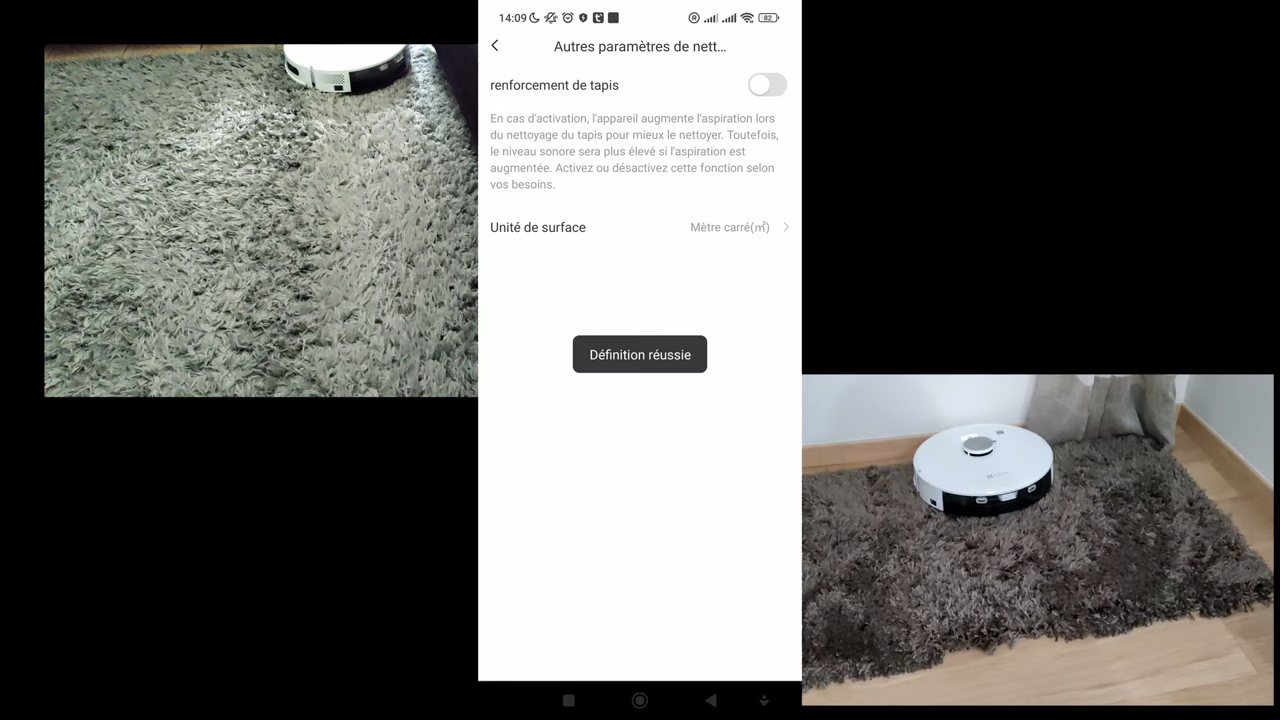 14:09
82
Autres paramètres de nett...
renforcement de tapis
En cas d'activation, l'appareil augmente l'aspiration lors
du nettoyage du tapis pour mieux le nettoyer. Toutefois,
le niveau sonore sera plus élevé si l'aspiration est
augmentée. Activez ou désactivez cette fonction selon
vos besoins.
Unité de surface
Mètre carré(㎡)
Définition réussie